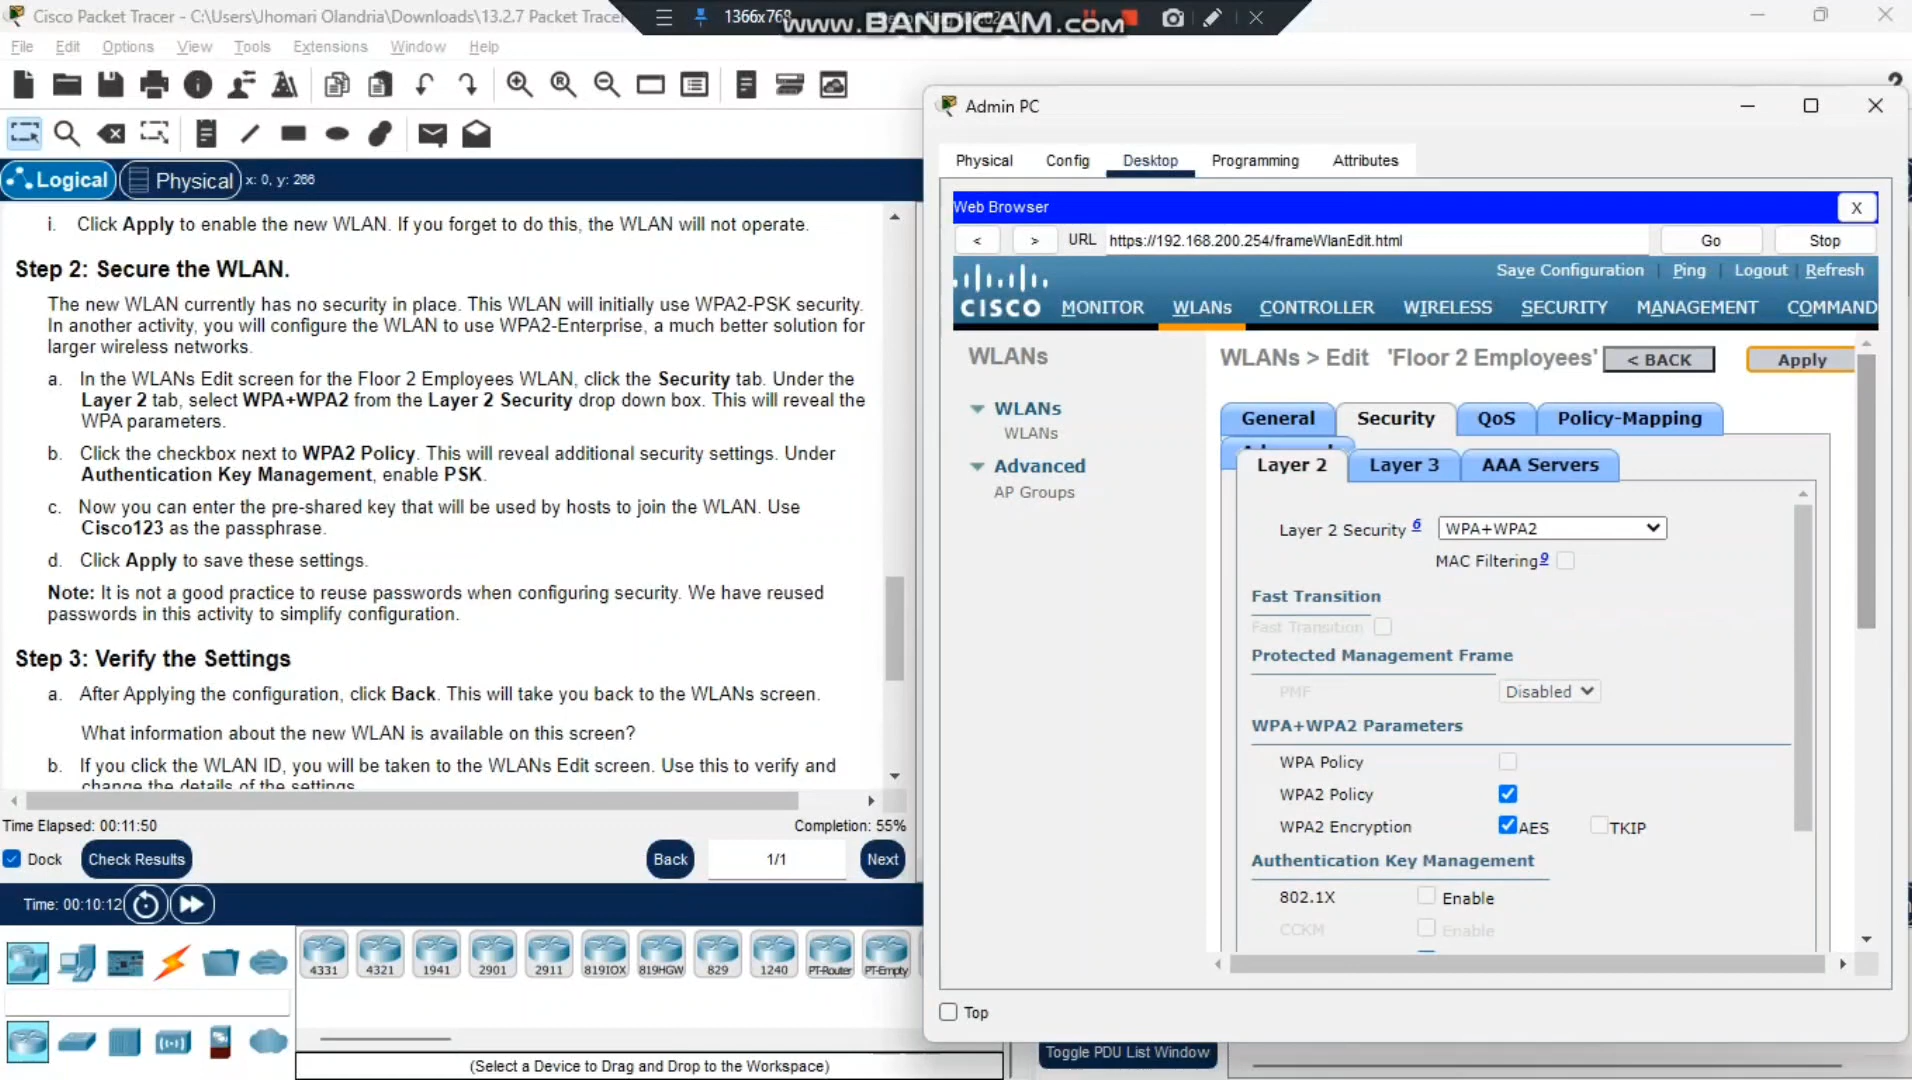 Cisco Packet Tracer - C:\Users\Jhomari Olandria\Downloads\13.2.7 Packet Tracer
1366x768
www.BANDICAM.com
File Edit Options View Tools Extensions Window Help
?
Logical
Physical
x: 0, y: 266
i. Click Apply to enable the new WLAN. If you forget to do this, the WLAN will not operate.
Step 2: Secure the WLAN.
The new WLAN currently has no security in place. This WLAN will initially use WPA2-PSK security.
In another activity, you will configure the WLAN to use WPA2-Enterprise, a much better solution for
larger wireless networks.
a. In the WLANs Edit screen for the Floor 2 Employees WLAN, click the Security tab. Under the
Layer 2 tab, select WPA+WPA2 from the Layer 2 Security drop down box. This will reveal the
WPA parameters.
b. Click the checkbox next to WPA2 Policy. This will reveal additional security settings. Under
Authentication Key Management, enable PSK.
c. Now you can enter the pre-shared key that will be used by hosts to join the WLAN. Use
Cisco123 as the passphrase.
d. Click Apply to save these settings.
Note: It is not a good practice to reuse passwords when configuring security. We have reused
passwords in this activity to simplify configuration.
Step 3: Verify the Settings
a. After Applying the configuration, click Back. This will take you back to the WLANs screen.
What information about the new WLAN is available on this screen?
b. If you click the WLAN ID, you will be taken to the WLANs Edit screen. Use this to verify and
change the details of the settings
Time Elapsed: 00:11:50
Completion: 55%
Dock
Check Results
Back
1/1
Next
Time: 00:10:12
4331 4321 1941 2901 2911 819IOX 819HGW 829 1240 PT-Router PT-Empty
(Select a Device to Drag and Drop to the Workspace)
Admin PC
Physical Config Desktop Programming Attributes
Web Browser
X
< > URL https://192.168.200.254/frameWlanEdit.html Go Stop
Save Configuration | Ping | Logout | Refresh
CISCO MONITOR WLANs CONTROLLER WIRELESS SECURITY MANAGEMENT COMMAND
WLANs
WLANs
WLANs
Advanced
AP Groups
WLANs > Edit 'Floor 2 Employees'
< BACK
Apply
General Security QoS Policy-Mapping
Layer 2 Layer 3 AAA Servers
Layer 2 Security 6 WPA+WPA2
MAC Filtering 9
Fast Transition
Fast Transition
Protected Management Frame
PMF Disabled
WPA+WPA2 Parameters
WPA Policy
WPA2 Policy
WPA2 Encryption AES TKIP
Authentication Key Management
802.1X Enable
CCKM Enable
Top
Toggle PDU List Window